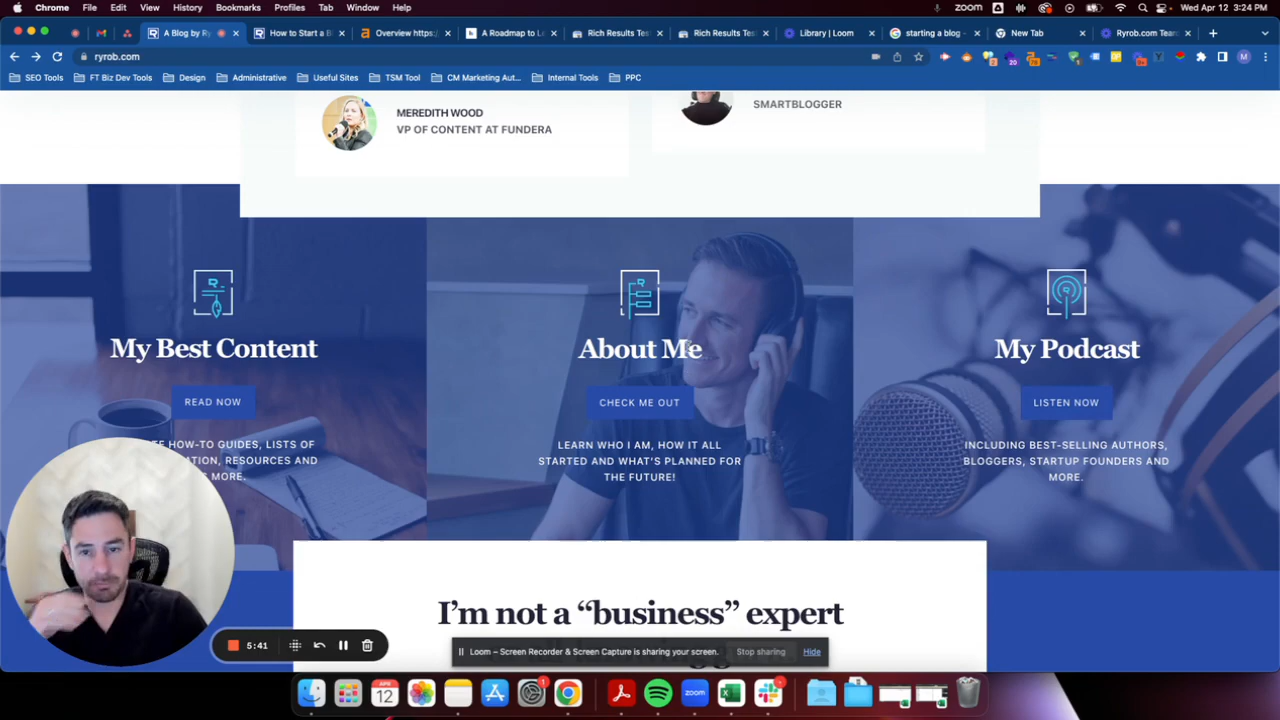 Chrome File Edit View History Bookmarks Profiles Tab Window Help zoom Wed Apr 12 3:24 PM
A Blog by Ry How to Start a B Overview https: A Roadmap to L Rich Results Tes Rich Results Tes Library | Loom starting a blog - New Tab Ryrob.com Team
ryrob.com
SEO Tools FT Biz Dev Tools Design Administrative Useful Sites TSM Tool CM Marketing Aut... Internal Tools PPC
MEREDITH WOOD
VP OF CONTENT AT FUNDERA
SMARTBLOGGER
My Best Content
READ NOW
HOW-TO GUIDES, LISTS OF
RESOURCES AND
MORE.
About Me
CHECK ME OUT
LEARN WHO I AM, HOW IT ALL
STARTED AND WHAT'S PLANNED FOR
THE FUTURE!
My Podcast
LISTEN NOW
INCLUDING BEST-SELLING AUTHORS,
BLOGGERS, STARTUP FOUNDERS AND
MORE.
I'm not a “business” expert
5:41
Loom – Screen Recorder & Screen Capture is sharing your screen. Stop sharing Hide
APR
12
zoom